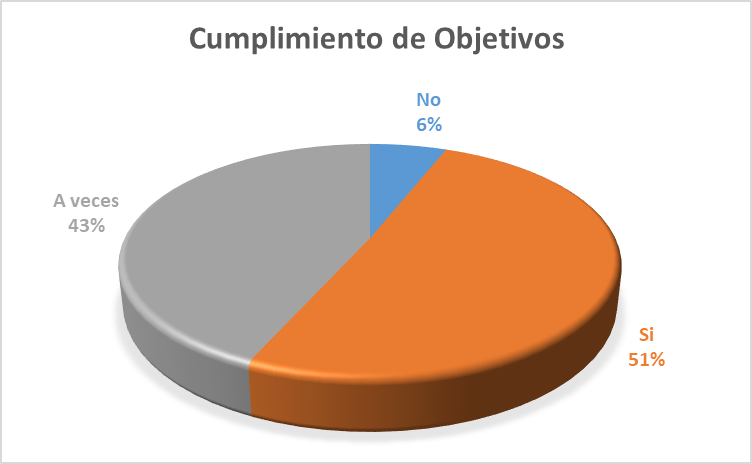 Cumplimiento de Objetivos
No
6%
A veces
43%
Si
51%